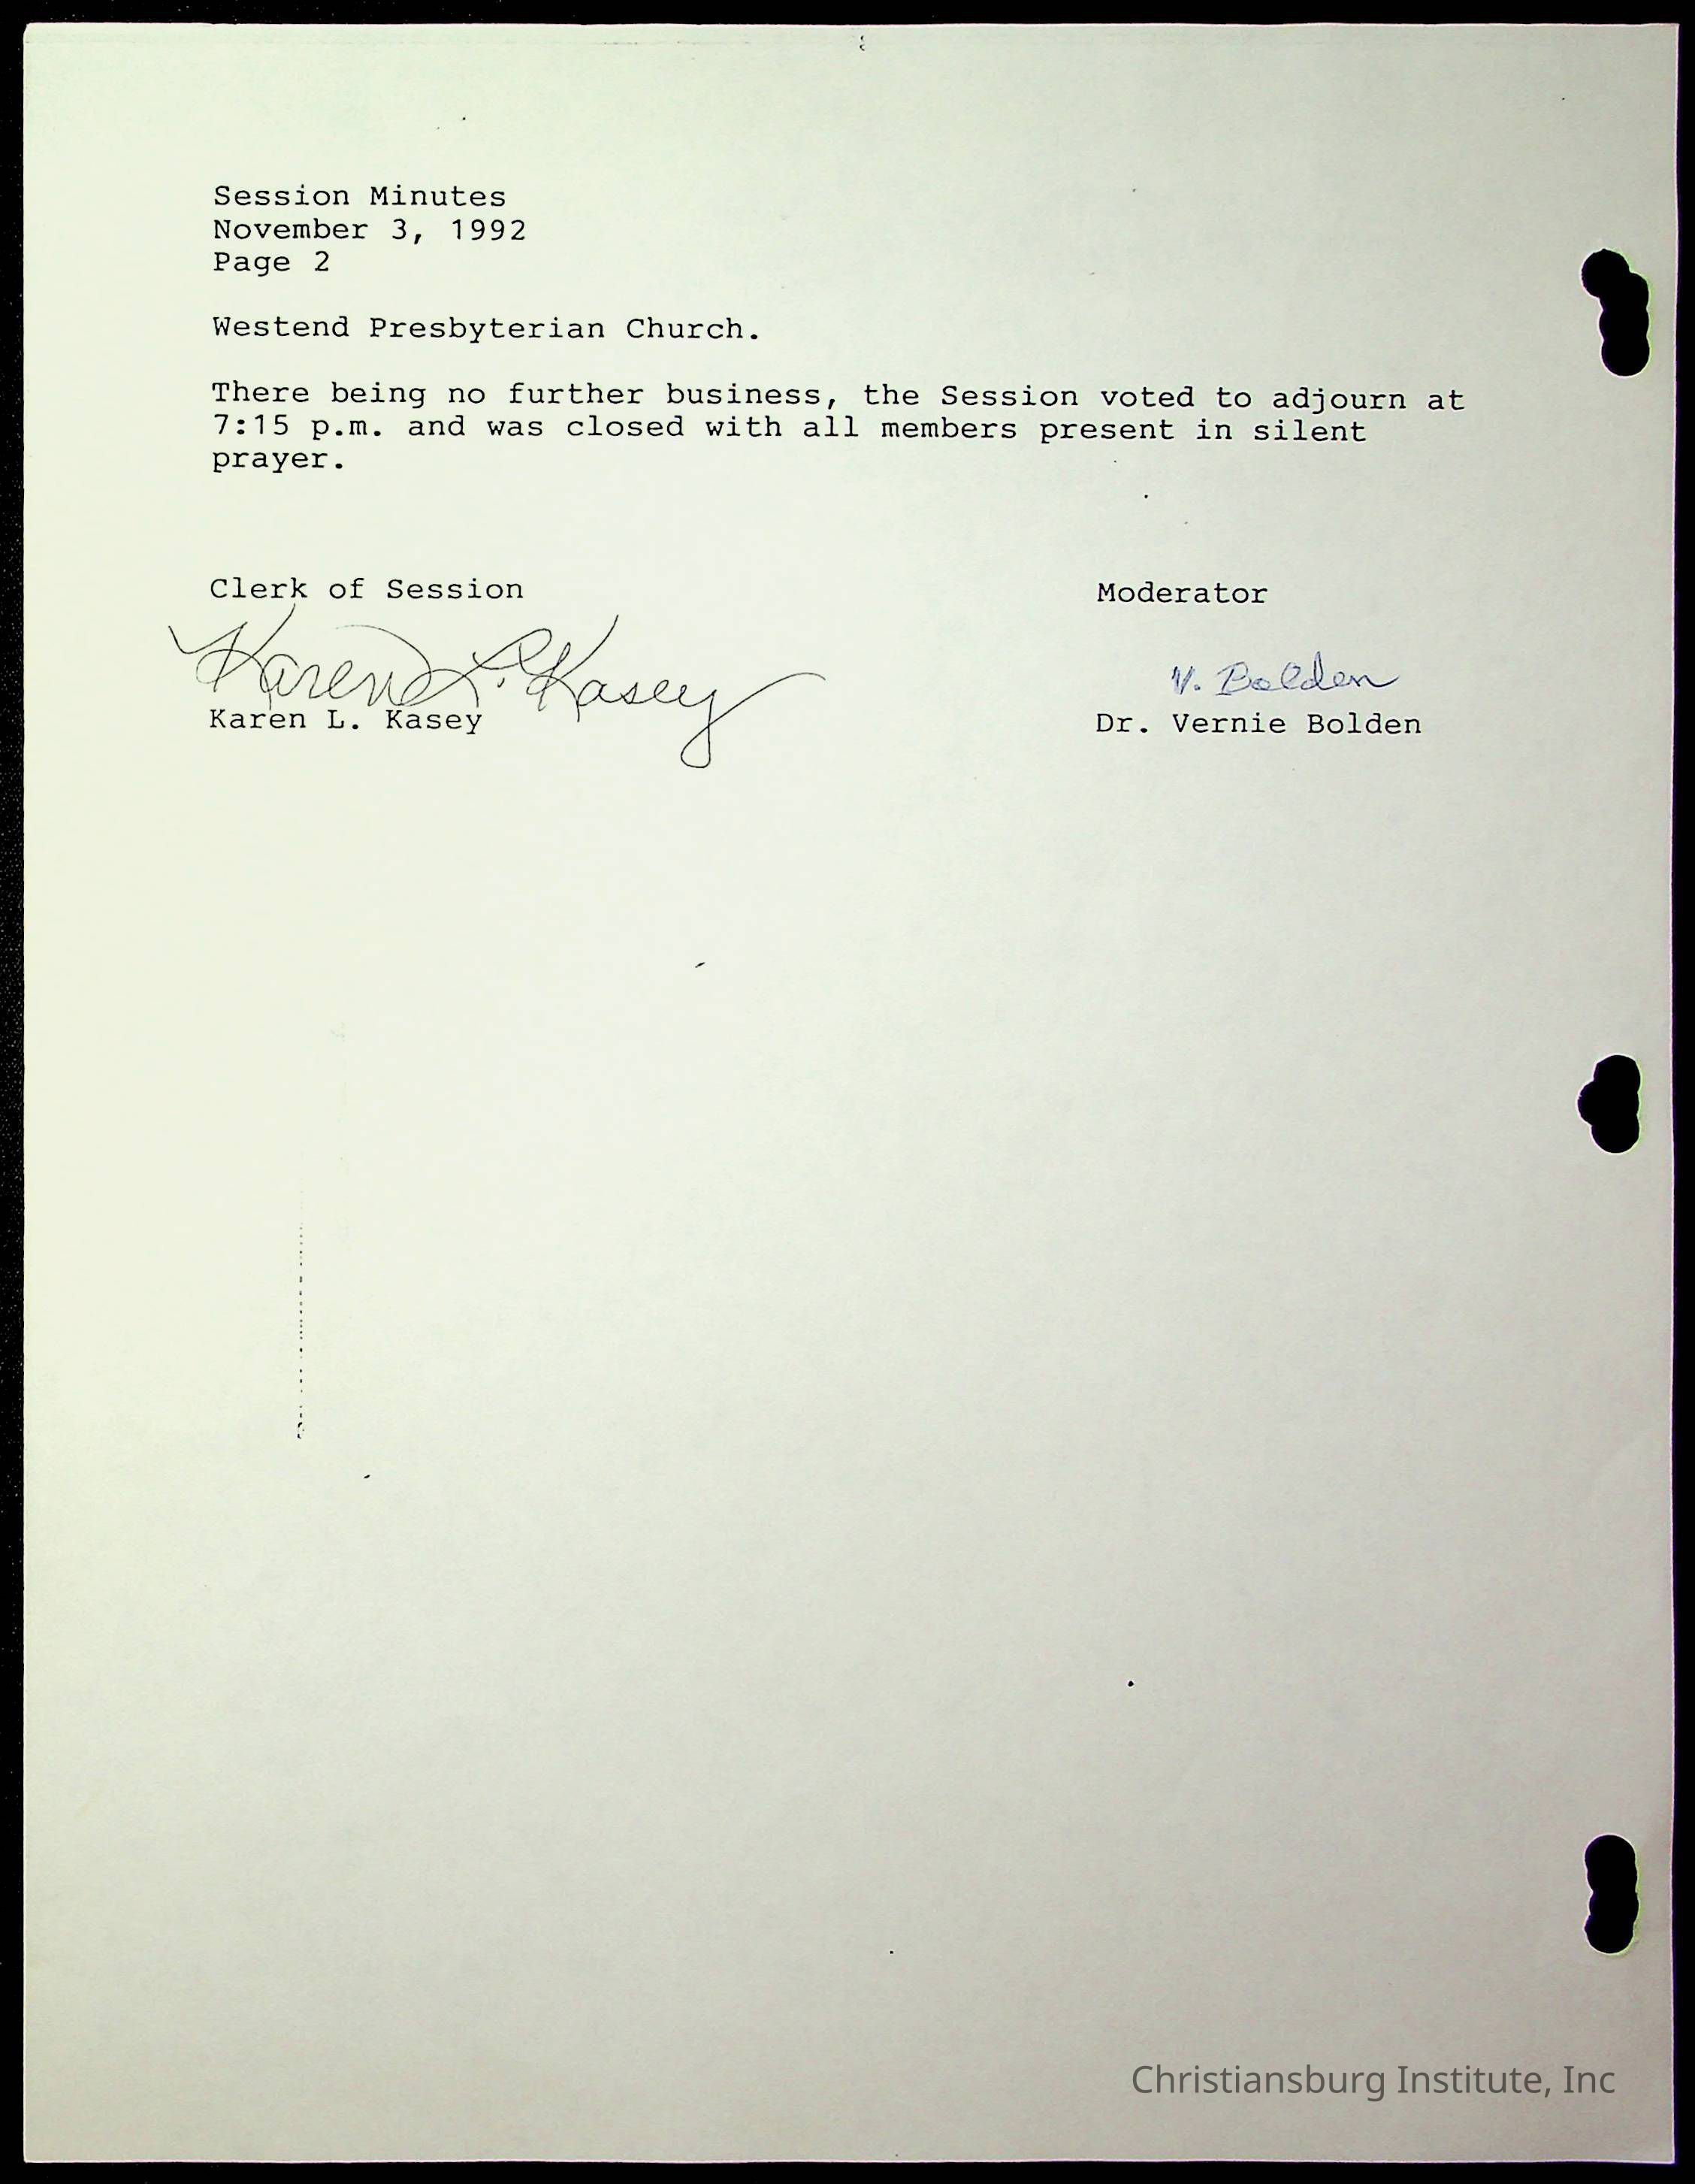 Session Minutes
November 3, 1992
Page 2
Westend Presbyterian Church.
There being no further business, the Session voted to adjourn at
7:15 p.m. and was closed with all members present in silent
prayer.
Clerk of Session
Moderator
Karen L. Kasey
V. Bolden
Karen L. Kasey
Dr. Vernie Bolden
Christiansburg Institute, Inc